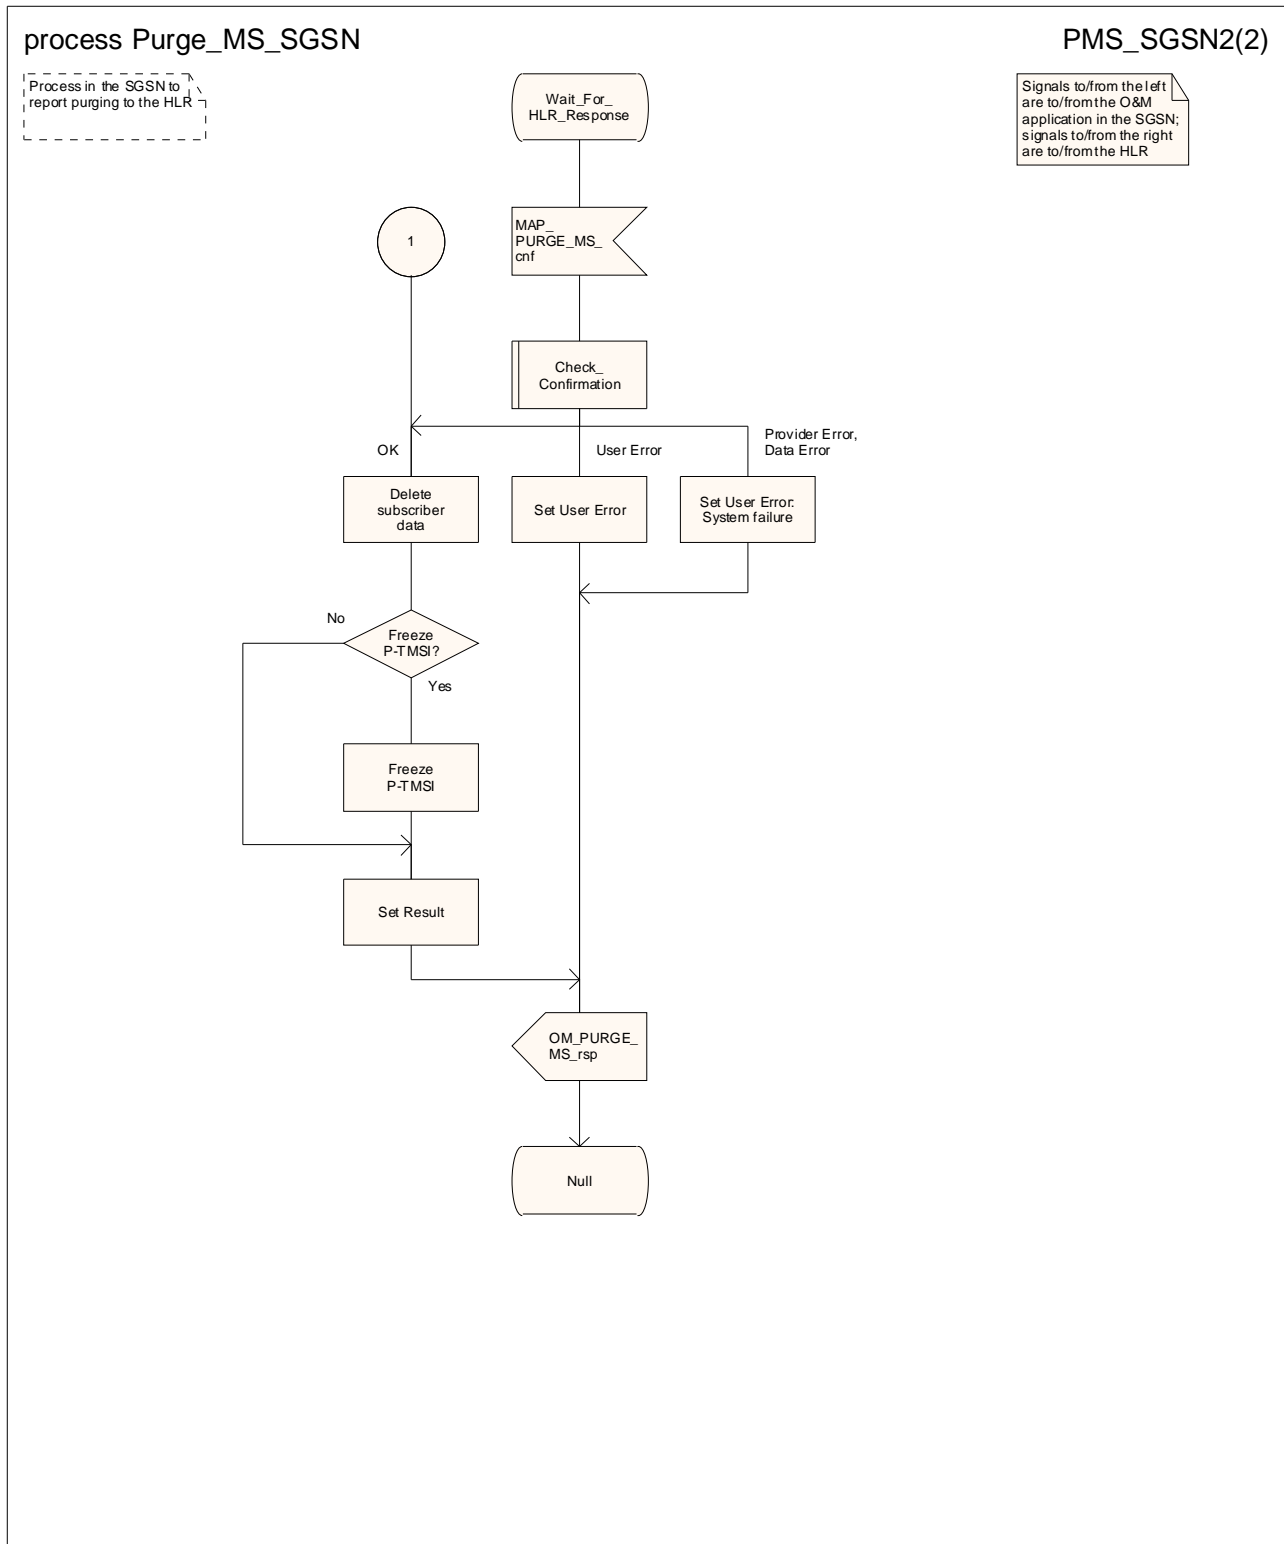 process Purge_MS_SGSN
PMS_SGSN2(2)
Process in the SGSN to
report purging to the HLR
Wait_For_
HLR_Response
Signals to/from the left
are to/from the O&M
application in the SGSN;
signals to/from the right
are to/from the HLR
1
MAP_
PURGE_MS_
cnf
Check_
Confirmation
OK
User Error
Provider Error,
Data Error
Delete
subscriber
data
Set User Error
Set User Error:
System failure
No
Freeze
P-TMSI?
Yes
Freeze
P-TMSI
Set Result
OM_PURGE_
MS_rsp
Null